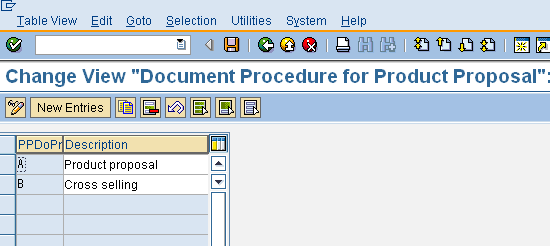 Table View Edit Goto Selection Utilities System Help
Change View "Document Procedure for Product Proposal":
New Entries
PPDoPr Description
A Product proposal
B Cross selling